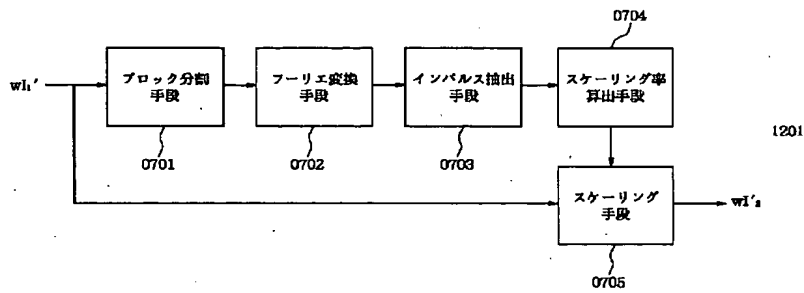 0704
wI₁′
ブロック分割
手段
フーリエ変換
手段
インパルス抽出
手段
スケーリング率
算出手段
0701
0702
0703
1201
スケーリング
手段
wI′₂
0705